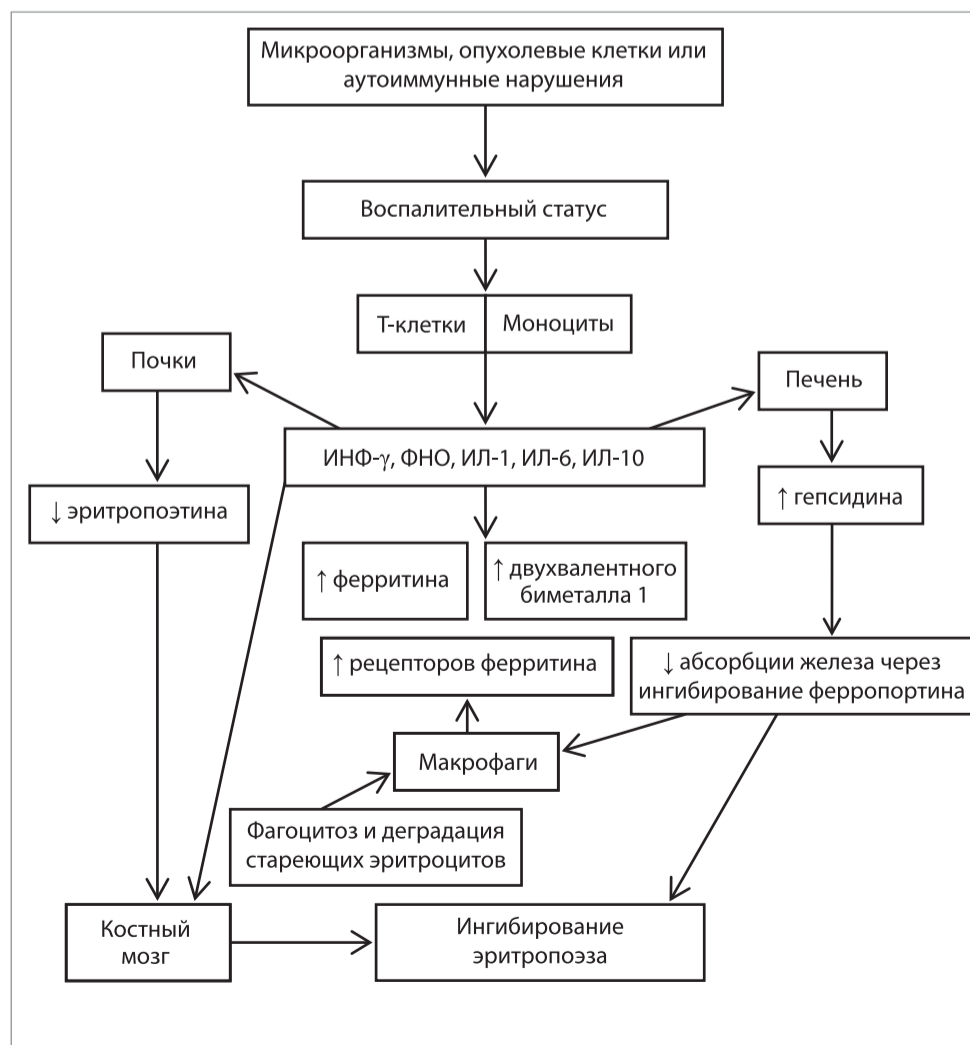 Микроорганизмы, опухолевые клетки или
аутоиммунные нарушения
Воспалительный статус
Т-клетки
Моноциты
Почки
Печень
ИНФ-γ, ФНО, ИЛ-1, ИЛ-6, ИЛ-10
↓ эритропоэтина
↑ гепсидина
↑ ферритина
↑ двухвалентного
биметалла 1
↑ рецепторов ферритина
↓ абсорбции железа через
ингибирование ферропортина
Макрофаги
Фагоцитоз и деградация
стареющих эритроцитов
Костный
мозг
Ингибирование
эритропоэза